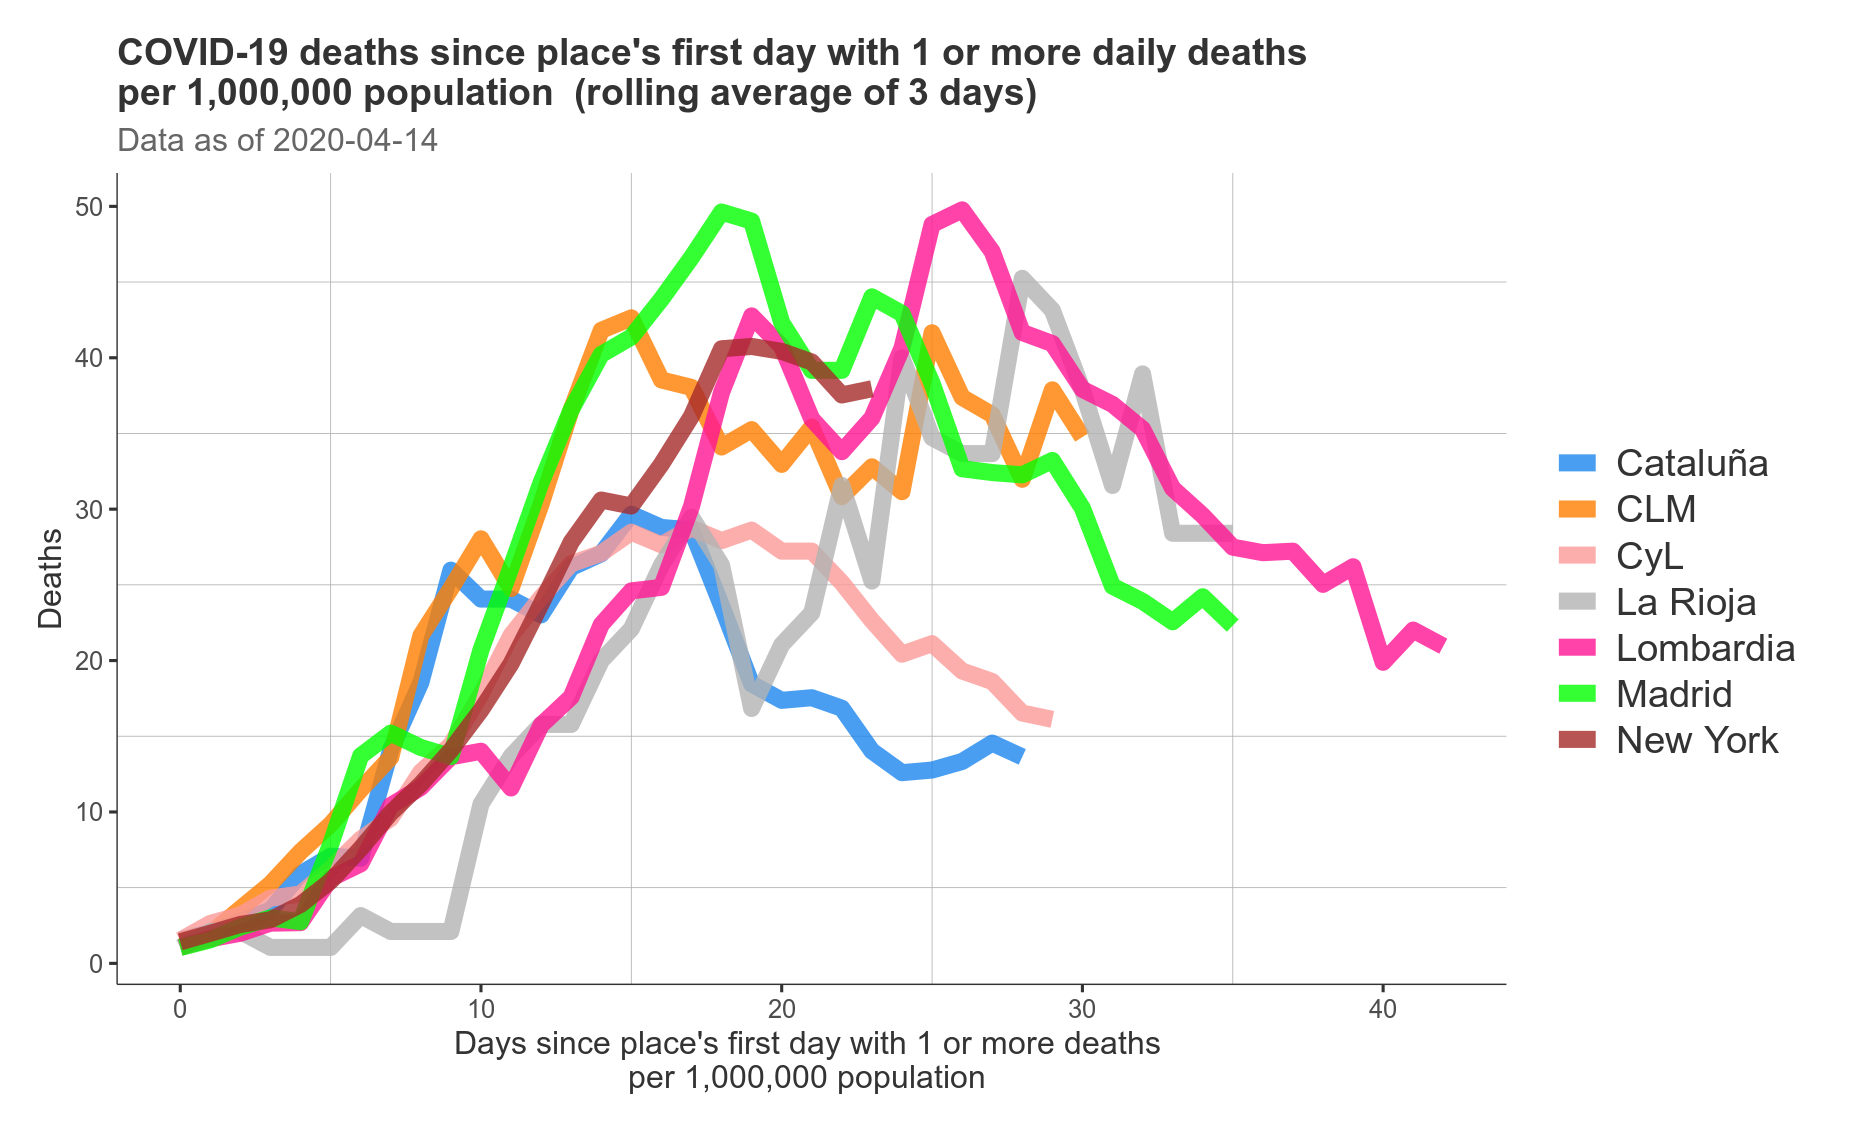 COVID-19 deaths since place's first day with 1 or more daily deaths
per 1,000,000 population  (rolling average of 3 days)
Data as of 2020-04-14
Deaths
50
40
30
20
10
0
0 10 20 30 40
Days since place's first day with 1 or more deaths
per 1,000,000 population
Cataluña
CLM
CyL
La Rioja
Lombardia
Madrid
New York